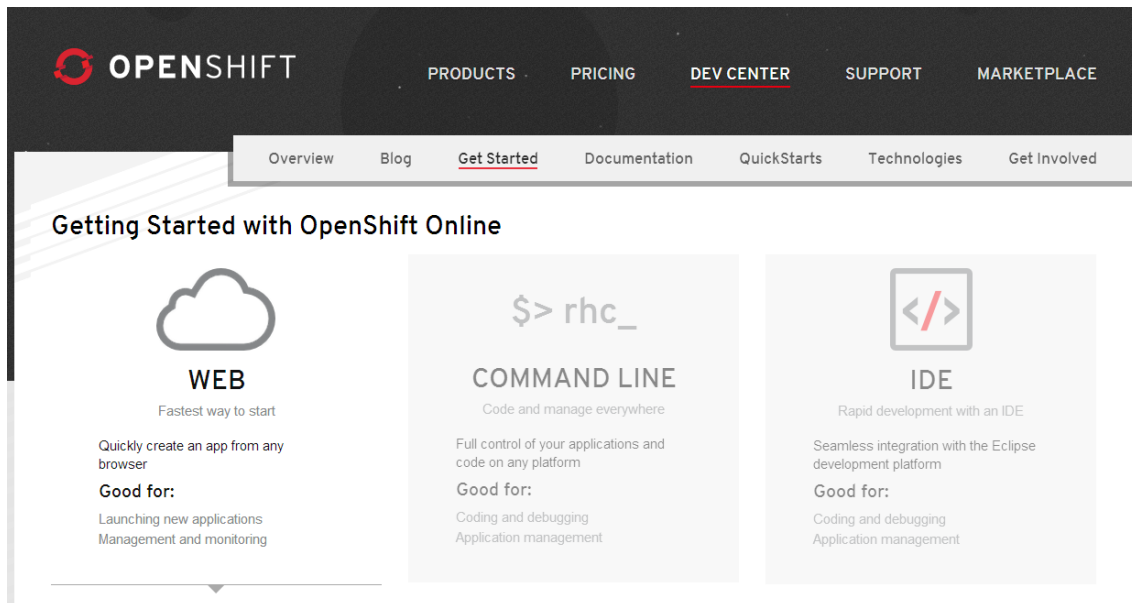 OPENSHIFT
PRODUCTS PRICING DEV CENTER SUPPORT MARKETPLACE
Overview Blog Get Started Documentation QuickStarts Technologies Get Involved
Getting Started with OpenShift Online
WEB
Fastest way to start
Quickly create an app from any
browser
Good for:
Launching new applications
Management and monitoring
$> rhc_
COMMAND LINE
Code and manage everywhere
Full control of your applications and
code on any platform
Good for:
Coding and debugging
Application management
</>
IDE
Rapid development with an IDE
Seamless integration with the Eclipse
development platform
Good for:
Coding and debugging
Application management